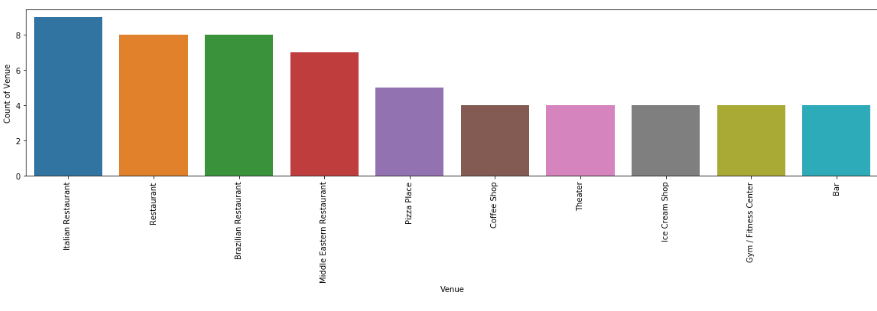 Count of Venue
8
6
4
2
0
Italian Restaurant
Restaurant
Brazilian Restaurant
Middle Eastern Restaurant
Pizza Place
Coffee Shop
Theater
Ice Cream Shop
Gym / Fitness Center
Bar
Venue